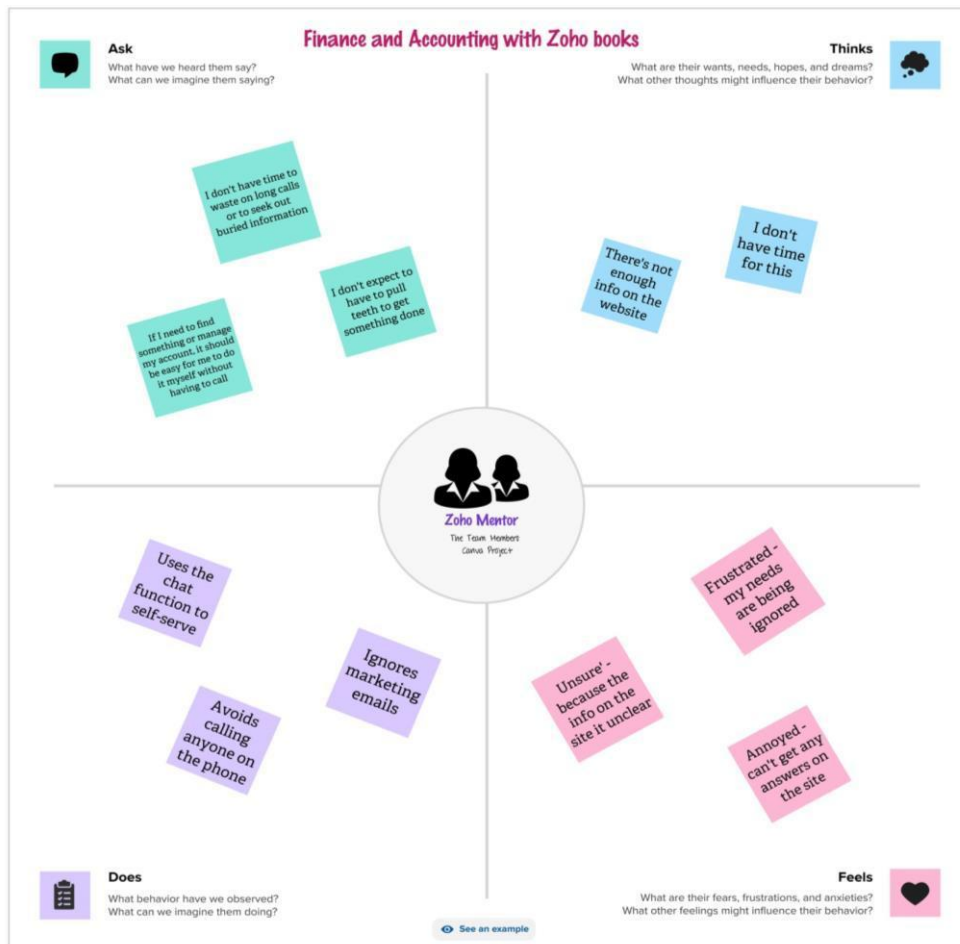 Finance and Accounting with Zoho books
Ask
What have we heard them say?
What can we imagine them saying?
Thinks
What are their wants, needs, hopes, and dreams?
What other thoughts might influence their behavior?
I don't have time to
waste on long calls
or to seek out
buried information
I don't expect to
have to pull
teeth to get
something done
If I need to find
something or manage
my account, it should
be easy for me to do
it myself without
having to call
There's not
enough
info on the
website
I don't
have time
for this
Zoho Mentor
The Team Members
Canva Project
Uses the
chat
function to
self-serve
Ignores
marketing
emails
Avoids
calling
anyone on
the phone
Frustrated -
my needs
are being
ignored
Unsure' -
because the
info on the
site it unclear
Annoyed -
can't get any
answers on
the site
Does
What behavior have we observed?
What can we imagine them doing?
Feels
What are their fears, frustrations, and anxieties?
What other feelings might influence their behavior?
See an example